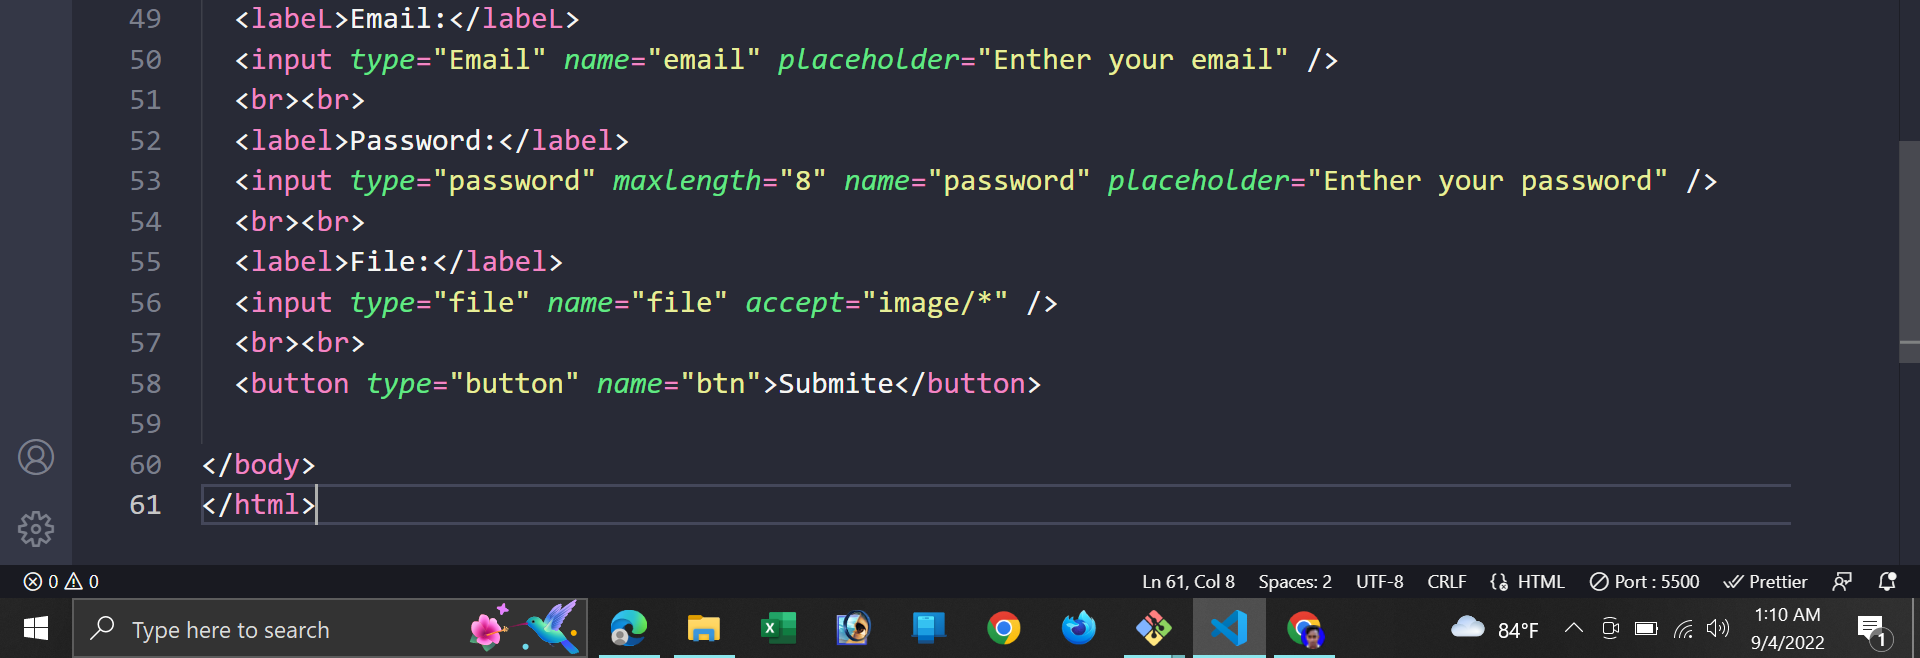 49 <labeL>Email:</labeL>
50 <input type="Email" name="email" placeholder="Enther your email" />
51 <br><br>
52 <label>Password:</label>
53 <input type="password" maxlength="8" name="password" placeholder="Enther your password" />
54 <br><br>
55 <label>File:</label>
56 <input type="file" name="file" accept="image/*" />
57 <br><br>
58 <button type="button" name="btn">Submite</button>
59
60 </body>
61 </html>
0 0 Ln 61, Col 8 Spaces: 2 UTF-8 CRLF HTML Port : 5500 Prettier
Type here to search 84°F 1:10 AM
9/4/2022 1